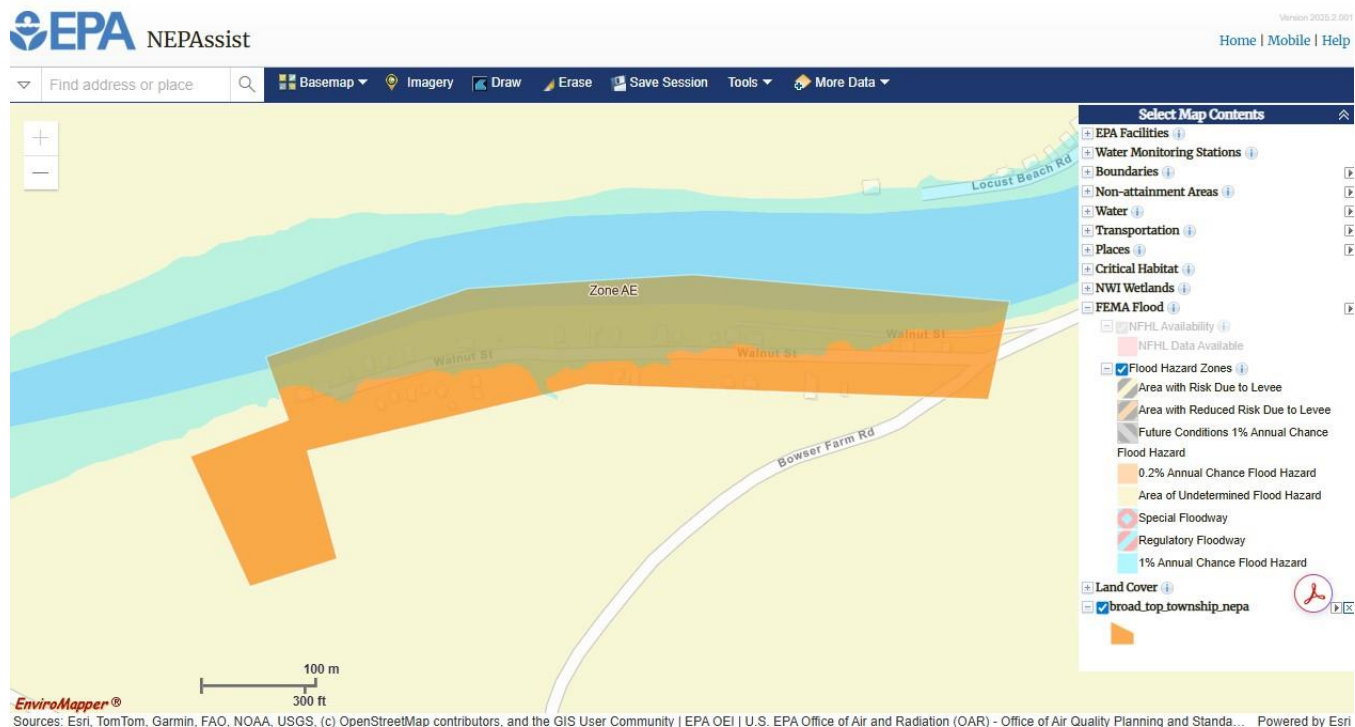 EPA NEPAssist
Version 2025.2.001
Home | Mobile | Help
Find address or place
Basemap
Imagery
Draw
Erase
Save Session
Tools
More Data
Select Map Contents
EPA Facilities
Water Monitoring Stations
Boundaries
Non-attainment Areas
Water
Transportation
Places
Critical Habitat
NWI Wetlands
FEMA Flood
NFHL Availability
NFHL Data Available
Flood Hazard Zones
Area with Risk Due to Levee
Area with Reduced Risk Due to Levee
Future Conditions 1% Annual Chance
Flood Hazard
0.2% Annual Chance Flood Hazard
Area of Undetermined Flood Hazard
Special Floodway
Regulatory Floodway
1% Annual Chance Flood Hazard
Land Cover
broad_top_township_nepa
Locust Beach Rd
Zone AE
Walnut St
Walnut St
Walnut St
Bowser Farm Rd
100 m
300 ft
EnviroMapper ®
Sources: Esri, TomTom, Garmin, FAO, NOAA, USGS, (c) OpenStreetMap contributors, and the GIS User Community | EPA OEI | U.S. EPA Office of Air and Radiation (OAR) - Office of Air Quality Planning and Standa... Powered by Esri